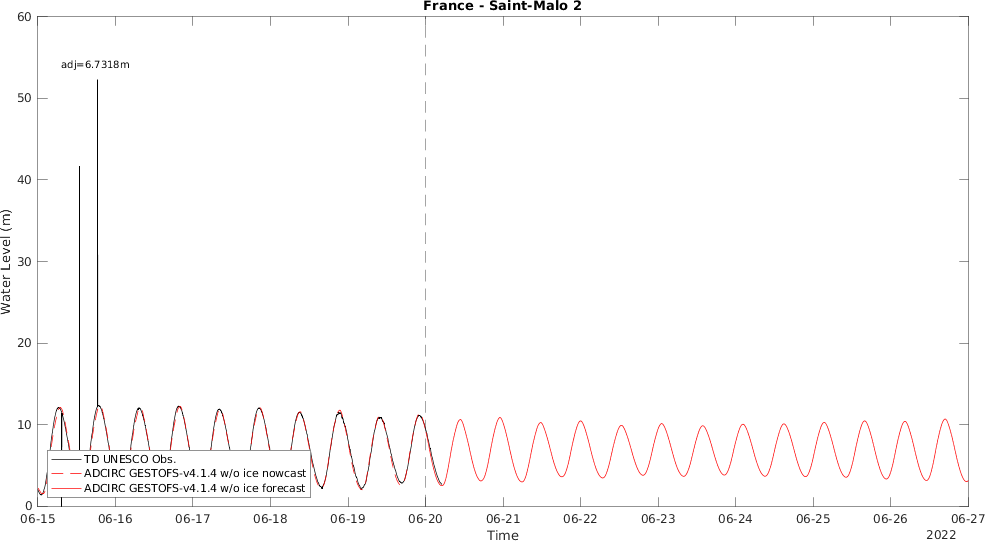 France - Saint-Malo 2
60
50
40
30
20
10
0
Water Level (m)
adj=6.7318m
TD UNESCO Obs.
ADCIRC GESTOFS-v4.1.4 w/o ice nowcast
ADCIRC GESTOFS-v4.1.4 w/o ice forecast
06-15 06-16 06-17 06-18 06-19 06-20 06-21 06-22 06-23 06-24 06-25 06-26 06-27
Time
2022